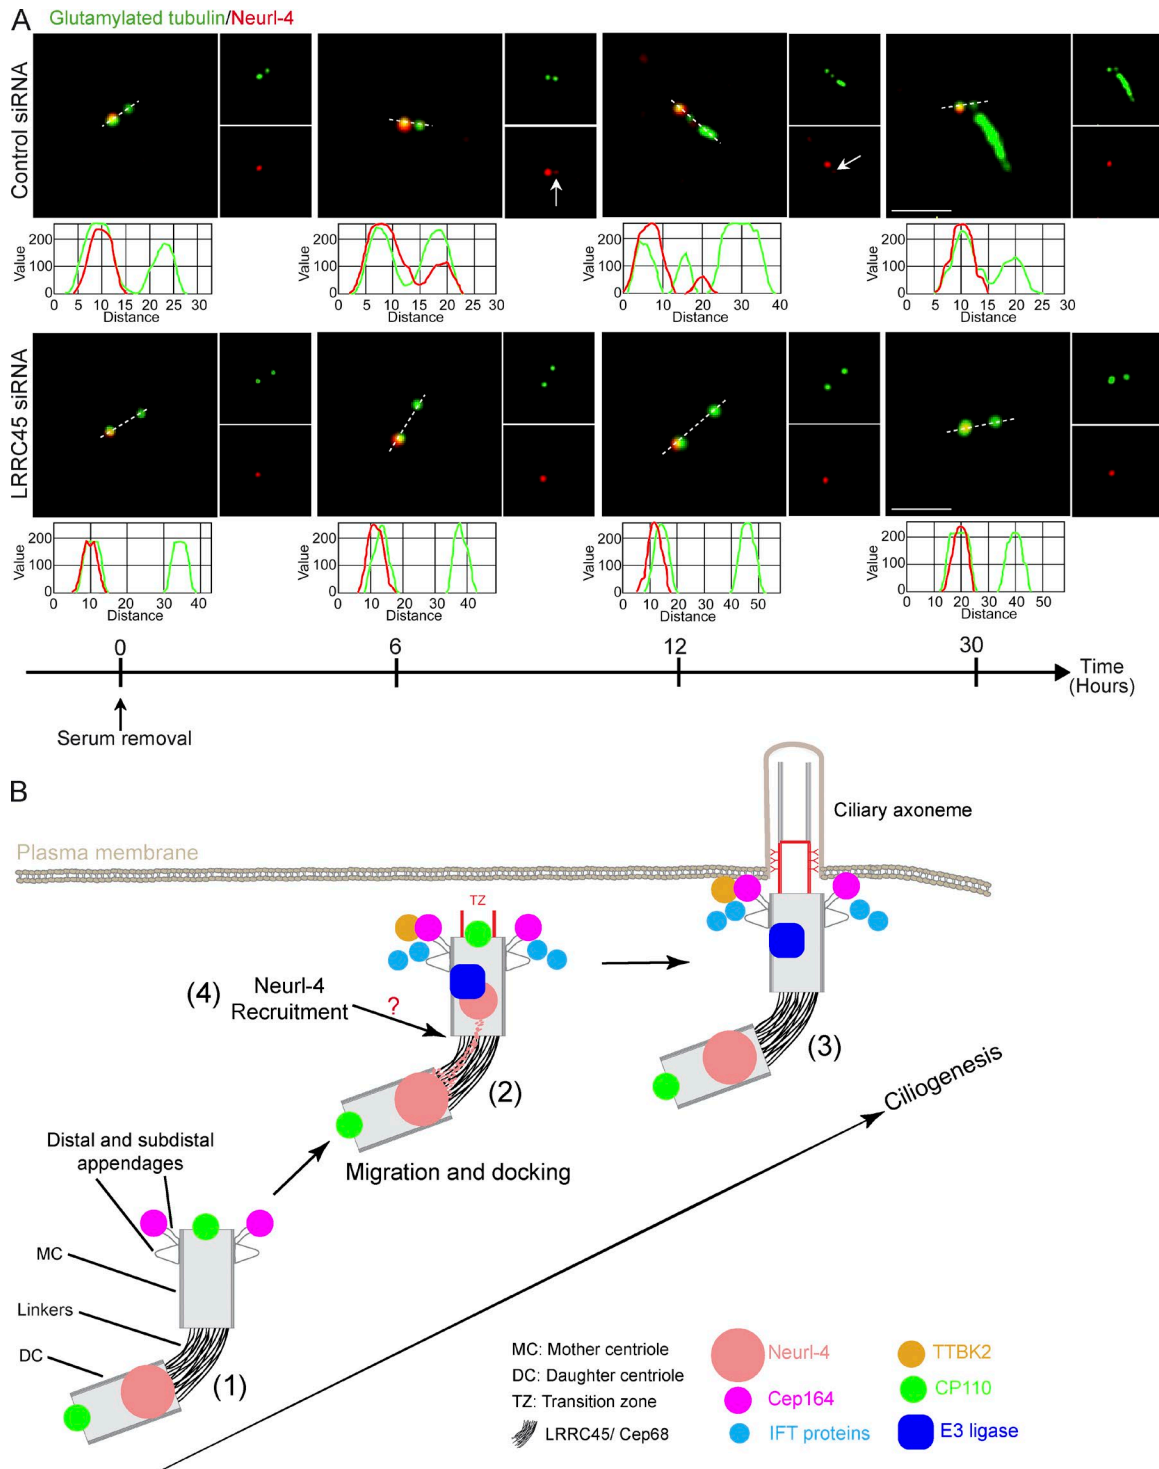 A
Glutamylated tubulin/Neurl-4
Control siRNA
Value
200
100
0
0 5 10 15 20 25 30
Distance
Value
200
100
0
0 5 10 15 20 25 30
Distance
Value
200
100
0
0 10 20 30 40
Distance
Value
200
100
0
0 5 10 15 20 25 30
Distance
LRRC45 siRNA
Value
200
100
0
0 10 20 30 40
Distance
Value
200
100
0
0 10 20 30 40
Distance
Value
200
100
0
0 10 20 30 40 50
Distance
Value
200
100
0
0 10 20 30 40 50
Distance
0 6 12 30
Time
(Hours)
Serum removal
B
Plasma membrane
Ciliary axoneme
TZ
(4)
Neurl-4
Recruitment
?
(2)
(3)
Migration and docking
Ciliogenesis
Distal and subdistal
appendages
MC
Linkers
DC
(1)
MC: Mother centriole
DC: Daughter centriole
TZ: Transition zone
LRRC45/ Cep68
Neurl-4
Cep164
IFT proteins
TTBK2
CP110
E3 ligase